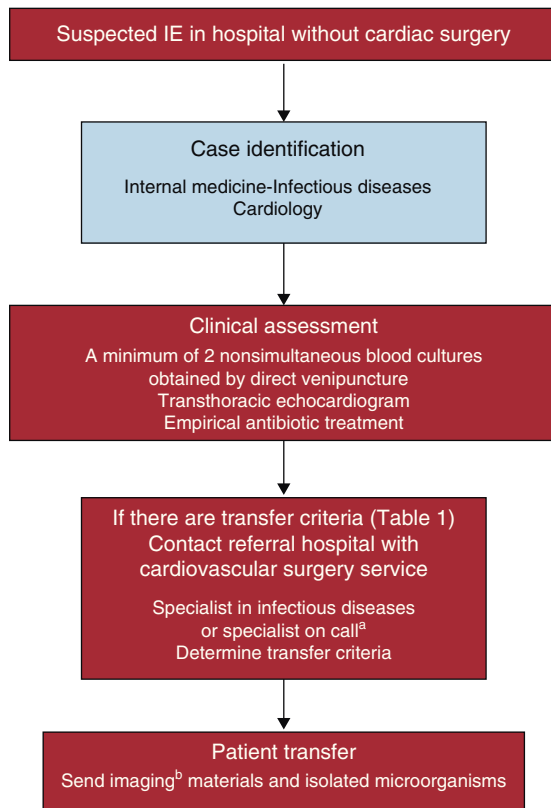 Suspected IE in hospital without cardiac surgery
Case identification
Internal medicine-Infectious diseases
Cardiology
Clinical assessment
A minimum of 2 nonsimultaneous blood cultures
obtained by direct venipuncture
Transthoracic echocardiogram
Empirical antibiotic treatment
If there are transfer criteria (Table 1)
Contact referral hospital with
cardiovascular surgery service
Specialist in infectious diseases
or specialist on callᵃ
Determine transfer criteria
Patient transfer
Send imagingᵇ materials and isolated microorganisms